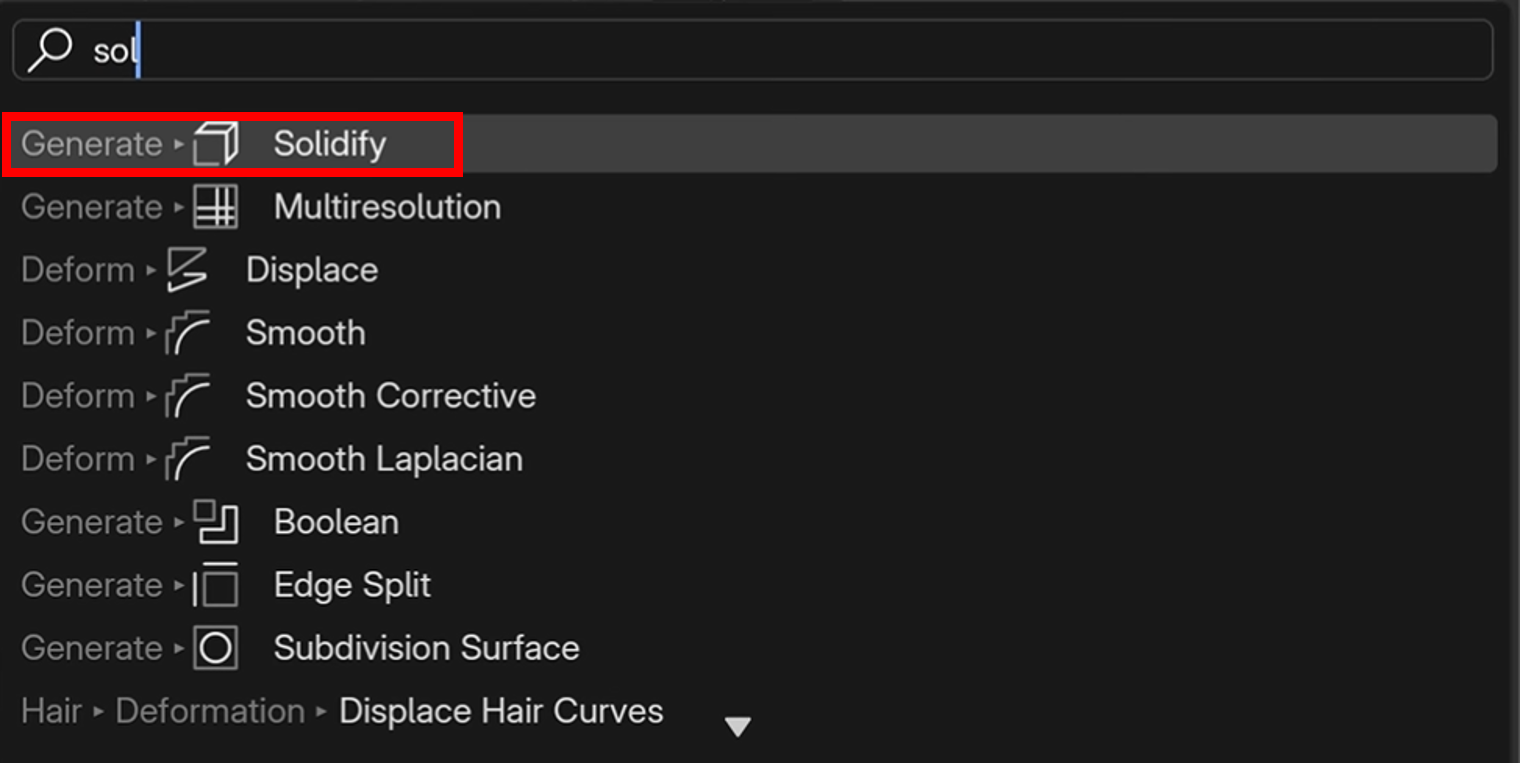 sol
Generate ▸ Solidify
Generate ▸ Multiresolution
Deform ▸ Displace
Deform ▸ Smooth
Deform ▸ Smooth Corrective
Deform ▸ Smooth Laplacian
Generate ▸ Boolean
Generate ▸ Edge Split
Generate ▸ Subdivision Surface
Hair ▸ Deformation ▸ Displace Hair Curves